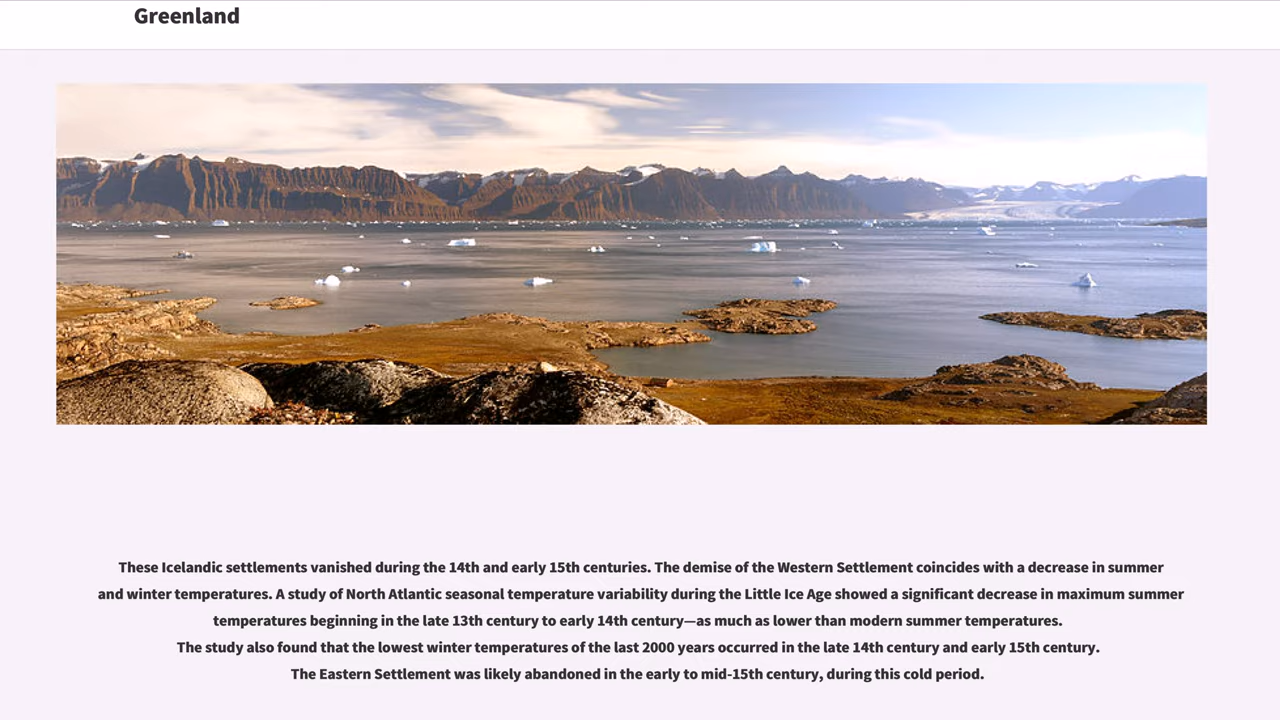 Greenland
These Icelandic settlements vanished during the 14th and early 15th centuries. The demise of the Western Settlement coincides with a decrease in summer
and winter temperatures. A study of North Atlantic seasonal temperature variability during the Little Ice Age showed a significant decrease in maximum summer
temperatures beginning in the late 13th century to early 14th century—as much as lower than modern summer temperatures.
The study also found that the lowest winter temperatures of the last 2000 years occurred in the late 14th century and early 15th century.
The Eastern Settlement was likely abandoned in the early to mid-15th century, during this cold period.